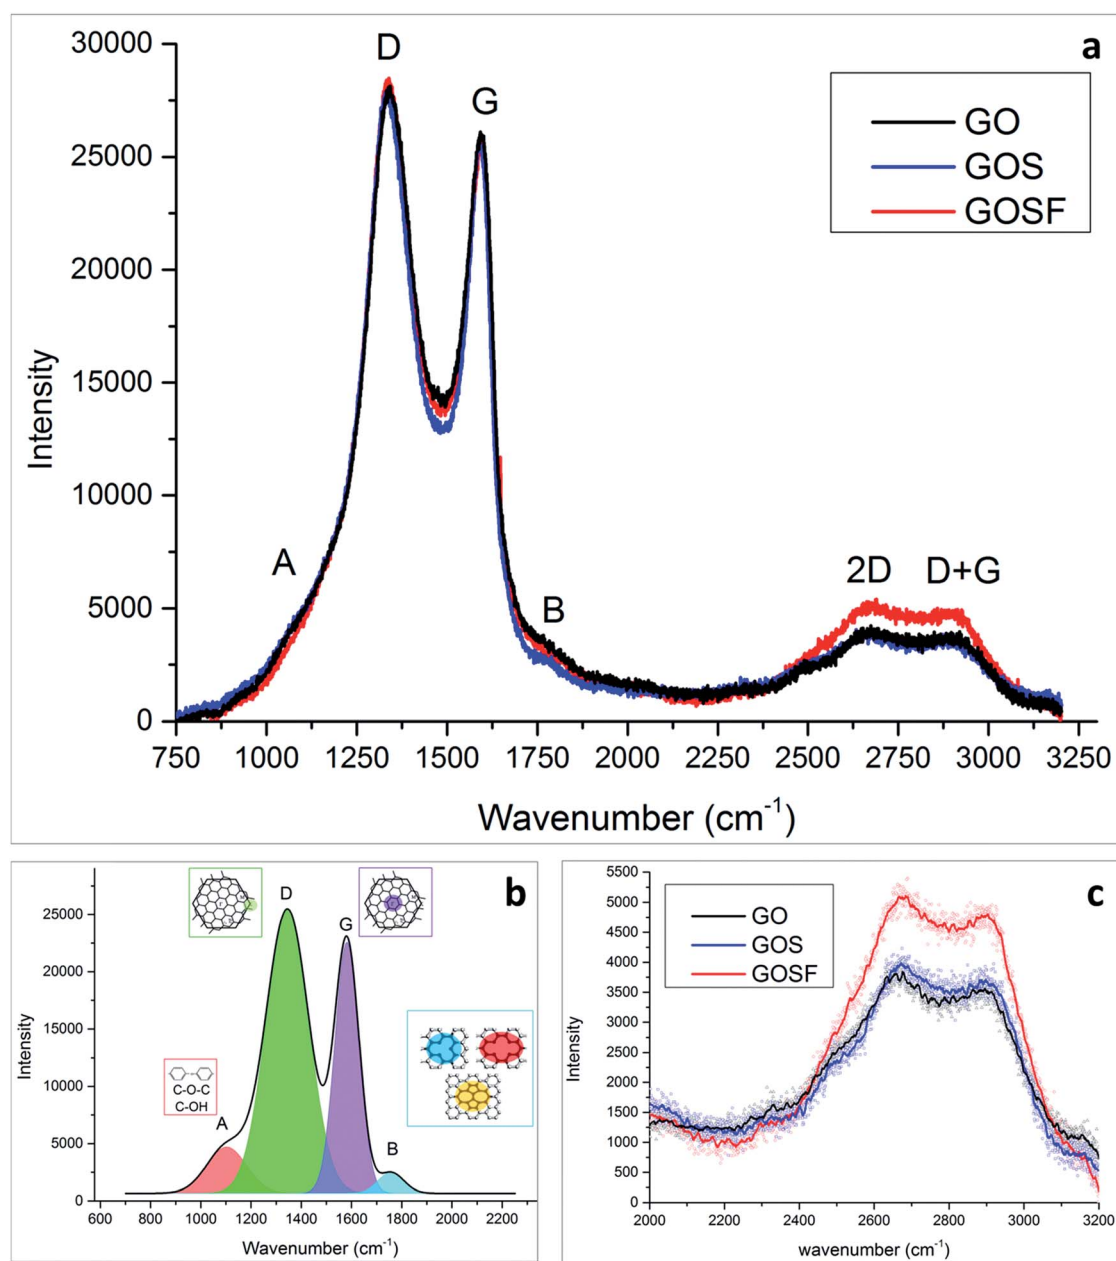 a
D
G
GO
GOS
GOSF
A
B
2D
D+G
30000
25000
20000
15000
10000
5000
0
Intensity
750 1000 1250 1500 1750 2000 2250 2500 2750 3000 3250
Wavenumber (cm-1)
b
D
G
C-O-C
C-OH
A
B
25000
20000
15000
10000
5000
0
Intensity
600 800 1000 1200 1400 1600 1800 2000 2200
Wavenumber (cm-1)
c
GO
GOS
GOSF
5500
5000
4500
4000
3500
3000
2500
2000
1500
1000
500
0
Intensity
2000 2200 2400 2600 2800 3000 3200
wavenumber (cm-1)